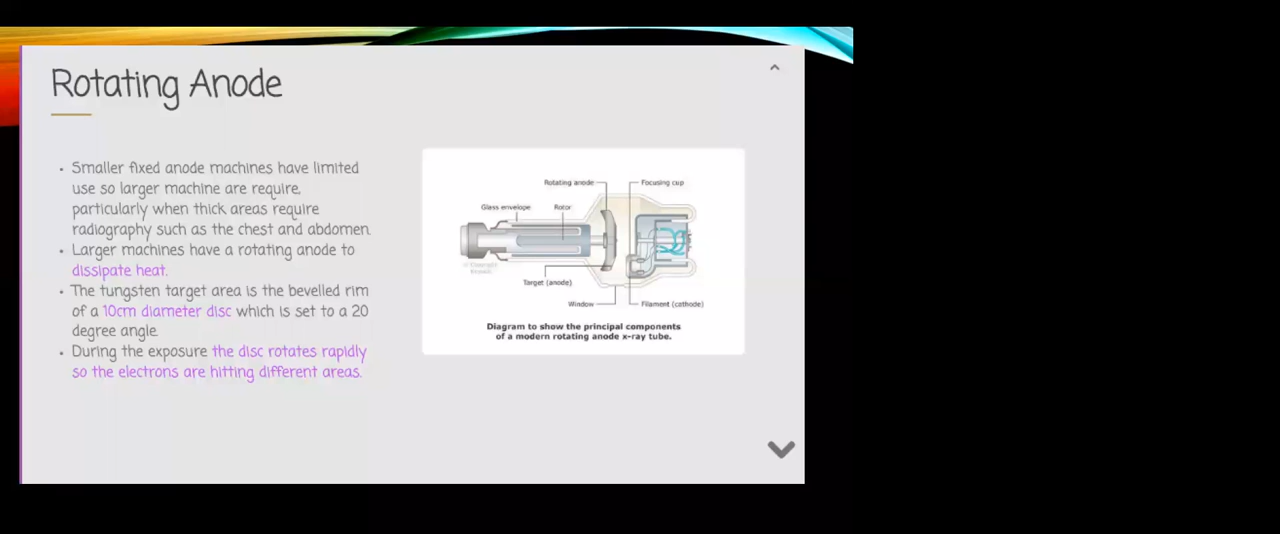 Rotating Anode
• Smaller fixed anode machines have limited
use so larger machine are require,
particularly when thick areas require
radiography such as the chest and abdomen.
• Larger machines have a rotating anode to
dissipate heat.
• The tungsten target area is the bevelled rim
of a 10cm diameter disc which is set to a 20
degree angle.
• During the exposure the disc rotates rapidly
so the electrons are hitting different areas.
Rotating anode
Focusing cup
Glass envelope
Rotor
Target (anode)
Window
Filament (cathode)
Diagram to show the principal components
of a modern rotating anode x-ray tube.